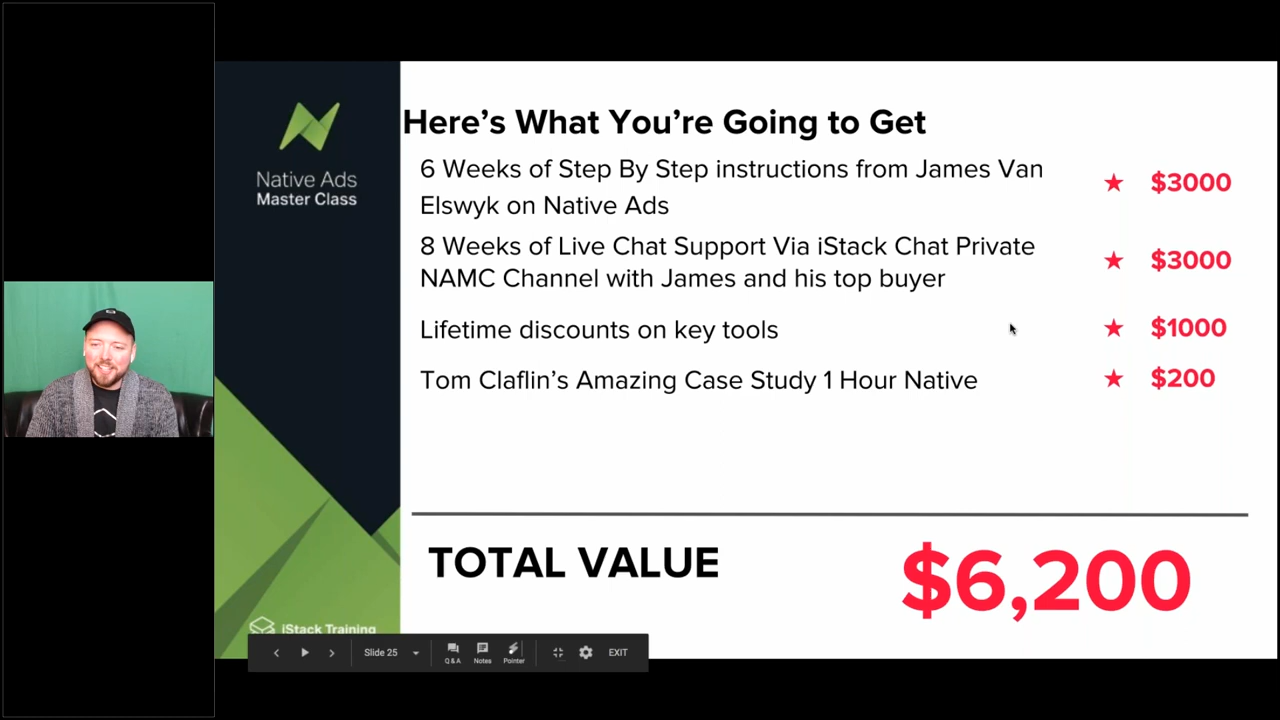 Native Ads
Master Class
Here's What You're Going to Get
6 Weeks of Step By Step instructions from James Van
Elswyk on Native Ads
★ $3000
8 Weeks of Live Chat Support Via iStack Chat Private
NAMC Channel with James and his top buyer
★ $3000
Lifetime discounts on key tools
★ $1000
Tom Claflin's Amazing Case Study 1 Hour Native
★ $200
TOTAL VALUE
$6,200
iStack Training
Slide 25
Q & A
Notes
Pointer
EXIT